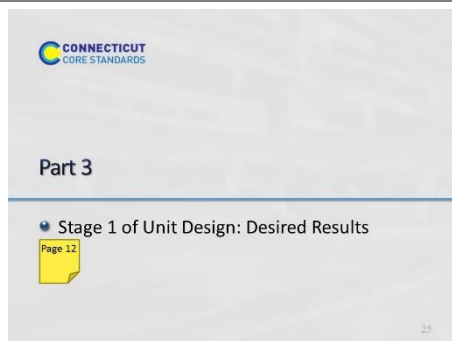 CONNECTICUT
CORE STANDARDS
Part 3
Stage 1 of Unit Design: Desired Results
Page 12
25